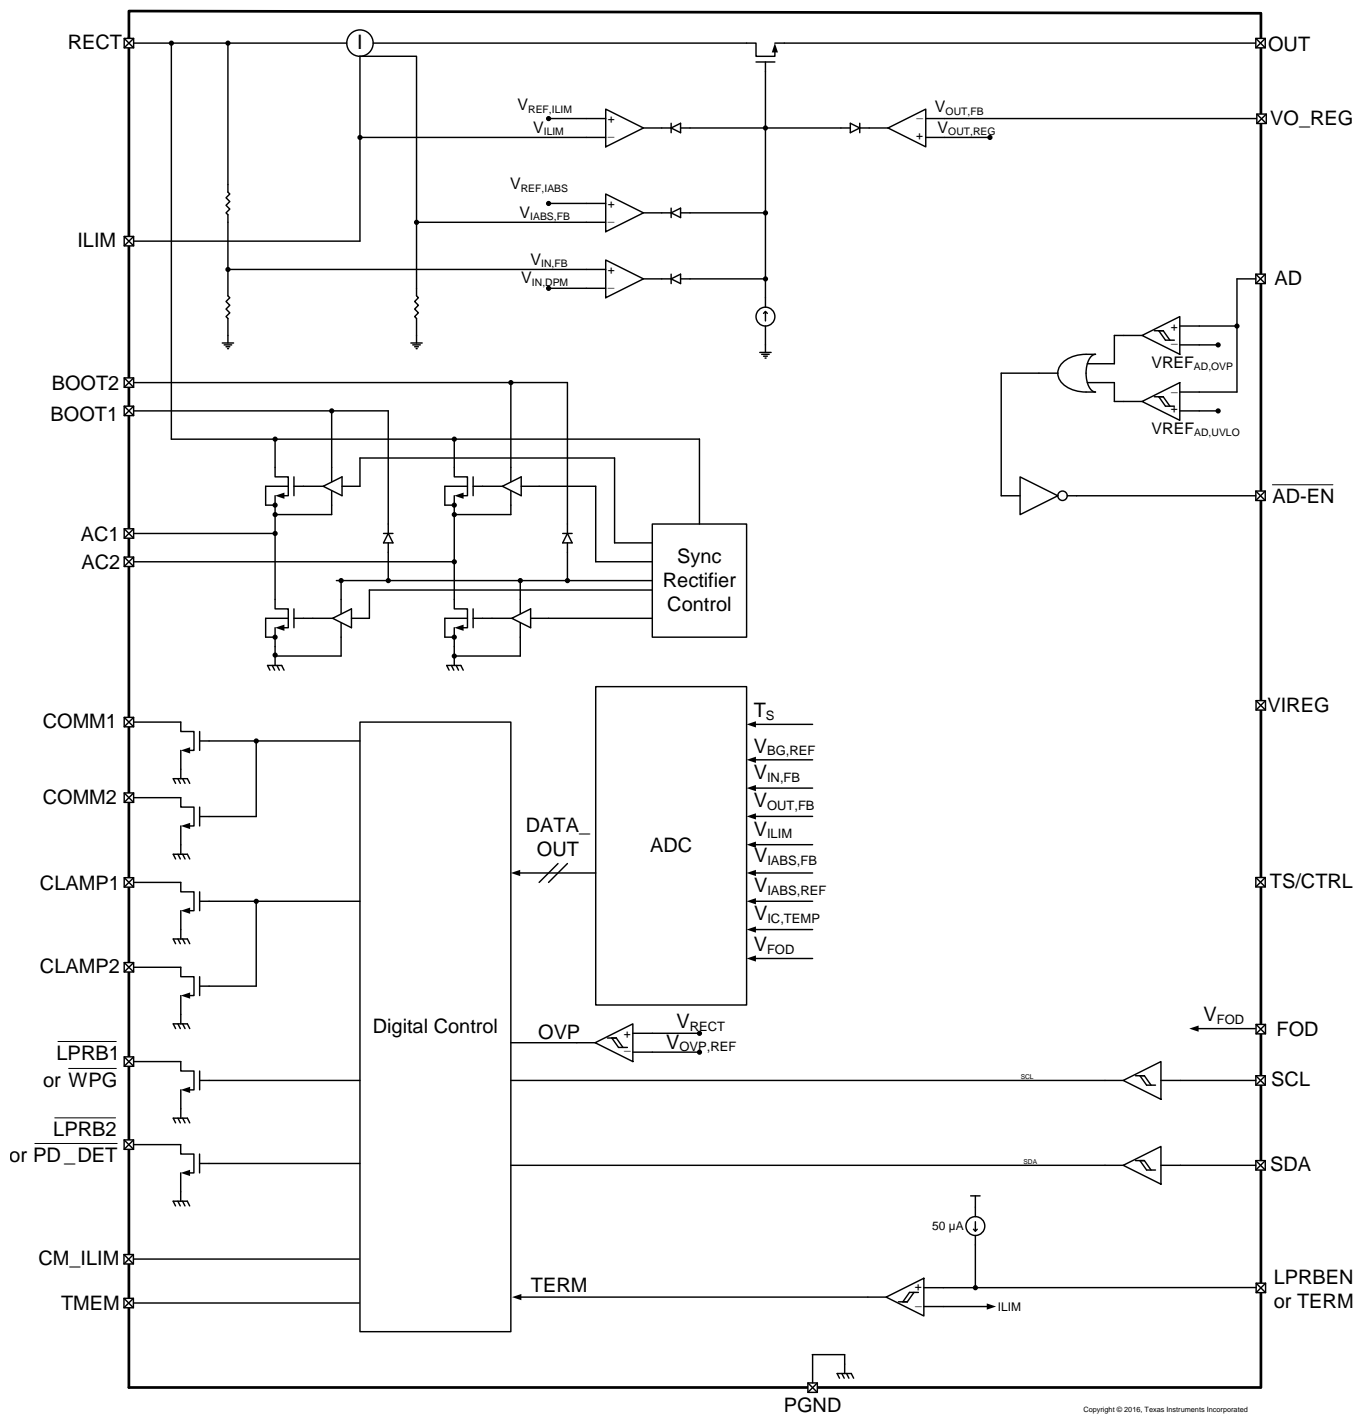 RECT
I
OUT
V_REF,ILIM
V_ILIM
V_OUT,FB
V_OUT,REG
VO_REG
V_REF,IABS
V_IABS,FB
ILIM
V_IN,FB
V_IN,DPM
AD
VREF_AD,OVP
VREF_AD,UVLO
BOOT2
BOOT1
AD-EN
AC1
AC2
Sync
Rectifier
Control
COMM1
COMM2
CLAMP1
CLAMP2
T_S
V_BG,REF
V_IN,FB
V_OUT,FB
V_ILIM
V_IABS,FB
V_IABS,REF
V_IC,TEMP
V_FOD
ADC
DATA_
OUT
VIREG
TS/CTRL
Digital Control
OVP
V_RECT
V_OVP,REF
V_FOD
FOD
LPRB1
or WPG
SCL
SCL
LPRB2
or PD_DET
SDA
SDA
50 µA
CM_ILIM
TMEM
TERM
ILIM
LPRBEN
or TERM
PGND
Copyright © 2016, Texas Instruments Incorporated